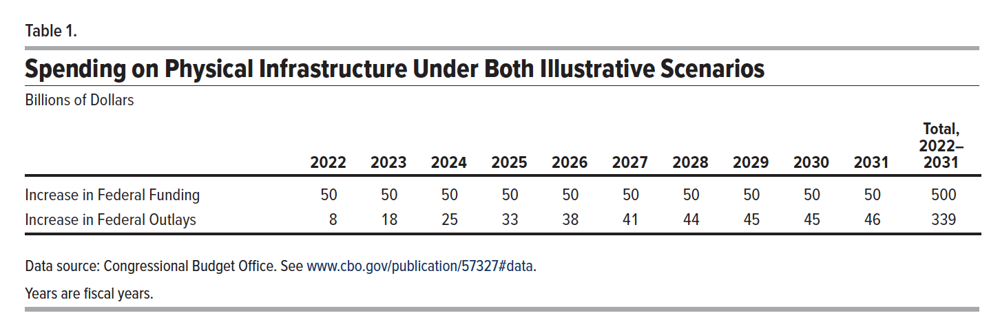 Table 1.
Spending on Physical Infrastructure Under Both Illustrative Scenarios
Billions of Dollars
Total,
2022–
2022 2023 2024 2025 2026 2027 2028 2029 2030 2031 2031
Increase in Federal Funding 50 50 50 50 50 50 50 50 50 50 500
Increase in Federal Outlays 8 18 25 33 38 41 44 45 45 46 339
Data source: Congressional Budget Office. See www.cbo.gov/publication/57327#data.
Years are fiscal years.